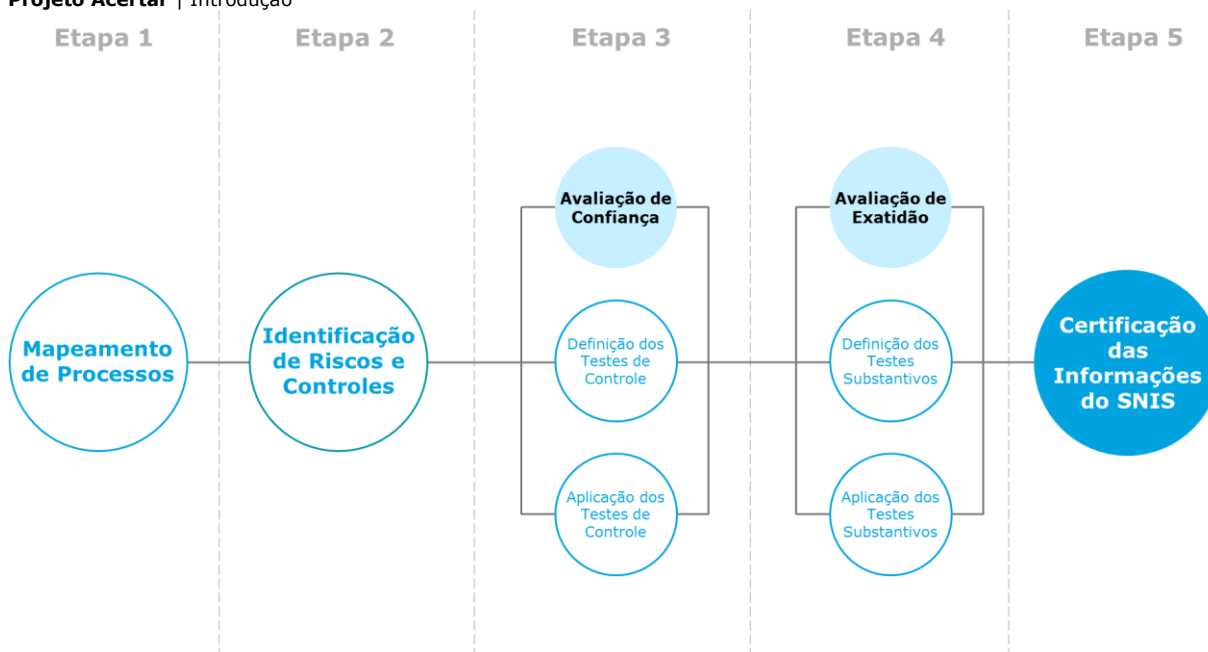 Projeto Acertar | Introdução
Etapa 1
Etapa 2
Etapa 3
Etapa 4
Etapa 5
Mapeamento
de Processos
Identificação
de Riscos e
Controles
Avaliação de
Confiança
Definição dos
Testes de
Controle
Aplicação dos
Testes de
Controle
Avaliação de
Exatidão
Definição dos
Testes
Substantivos
Aplicação dos
Testes
Substantivos
Certificação
das
Informações
do SNIS